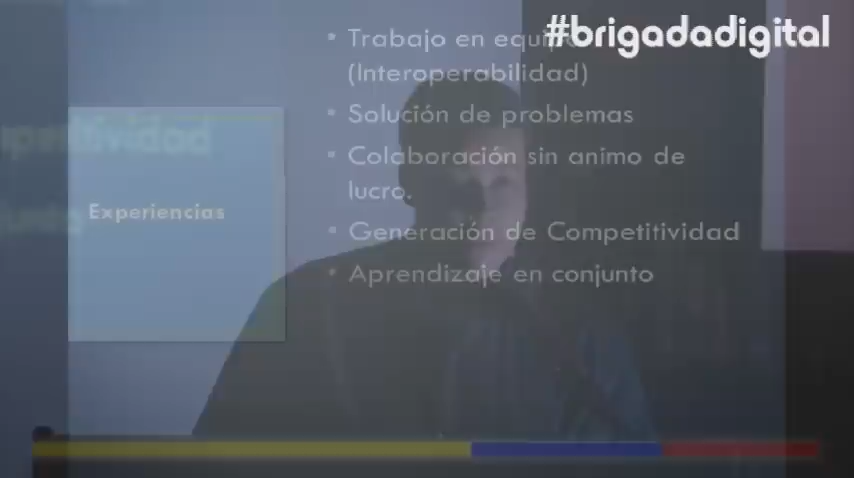 #brigadadigital
• Trabajo en equipo
(Interoperabilidad)
• Solución de problemas
• Colaboración sin animo de
lucro.
• Generación de Competitividad
• Aprendizaje en conjunto
Experiencias